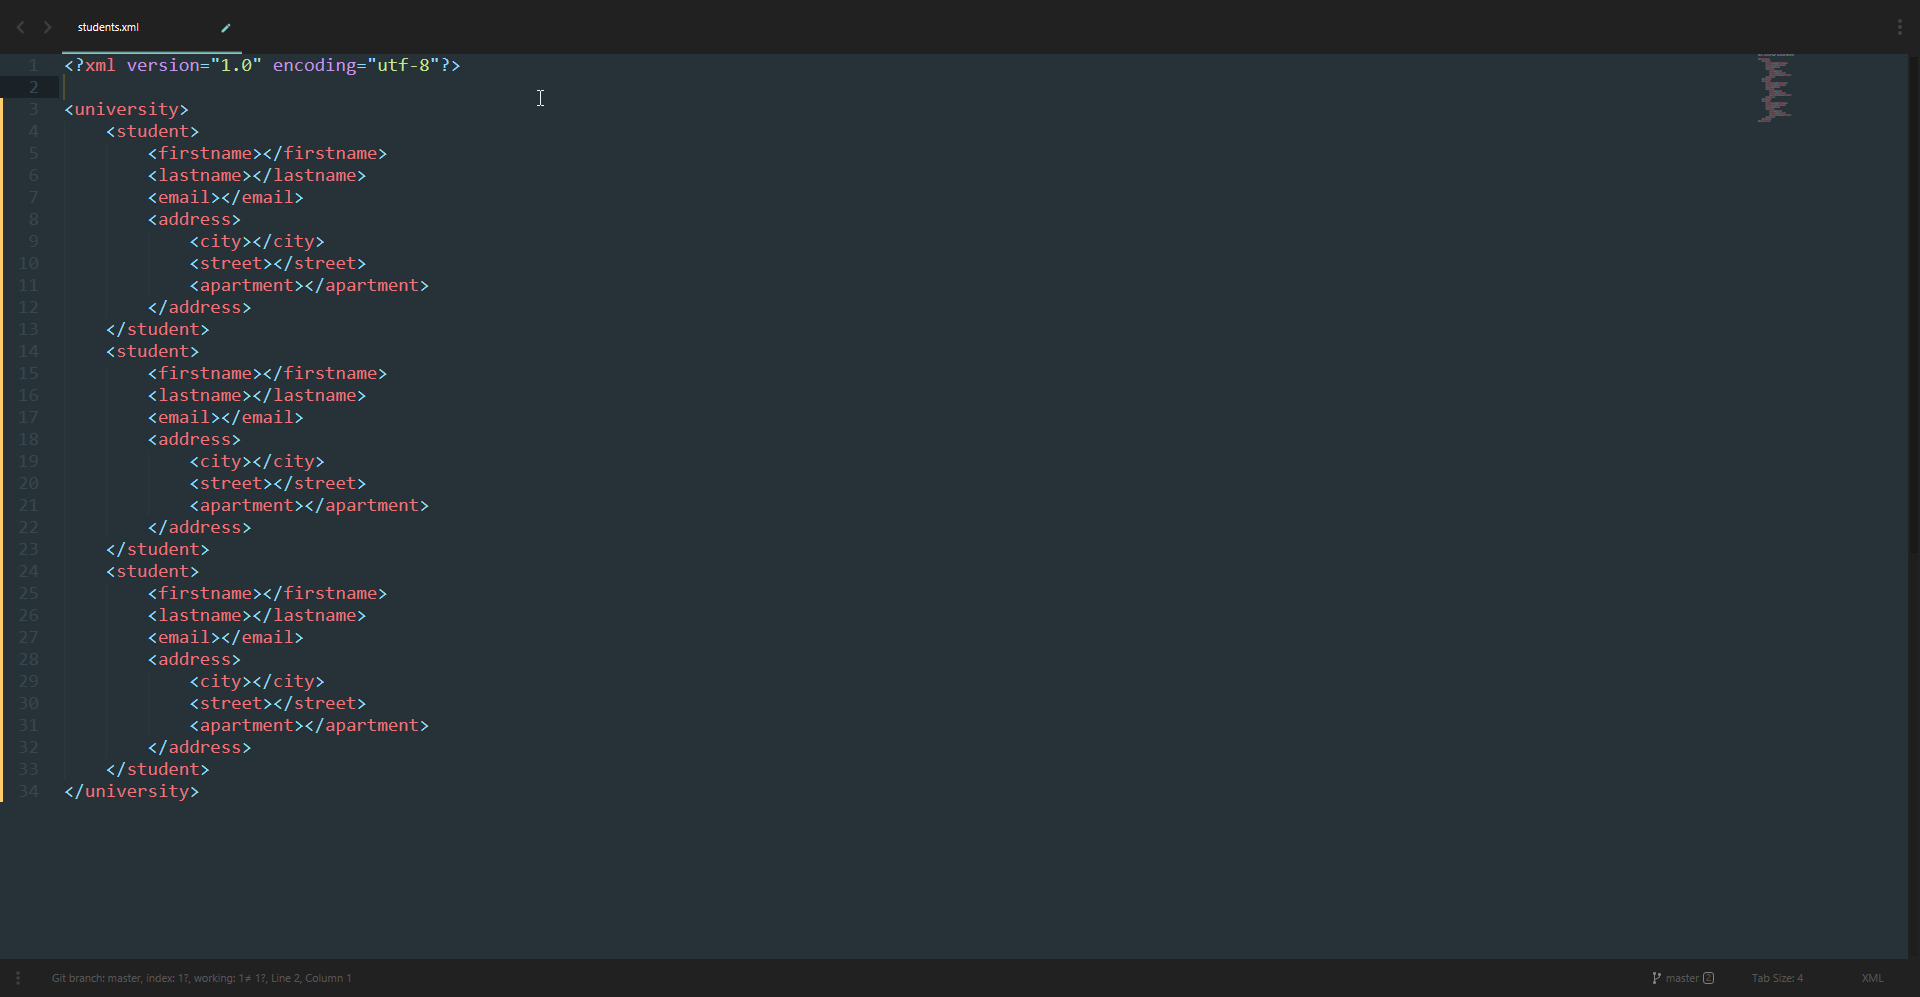 students.xml
1 <?xml version="1.0" encoding="utf-8"?>
2
3 <university>
4     <student>
5         <firstname></firstname>
6         <lastname></lastname>
7         <email></email>
8         <address>
9             <city></city>
10             <street></street>
11             <apartment></apartment>
12         </address>
13     </student>
14     <student>
15         <firstname></firstname>
16         <lastname></lastname>
17         <email></email>
18         <address>
19             <city></city>
20             <street></street>
21             <apartment></apartment>
22         </address>
23     </student>
24     <student>
25         <firstname></firstname>
26         <lastname></lastname>
27         <email></email>
28         <address>
29             <city></city>
30             <street></street>
31             <apartment></apartment>
32         </address>
33     </student>
34 </university>
Git branch: master, index: 1?, working: 1≠ 1?, Line 2, Column 1 master 2 Tab Size: 4 XML